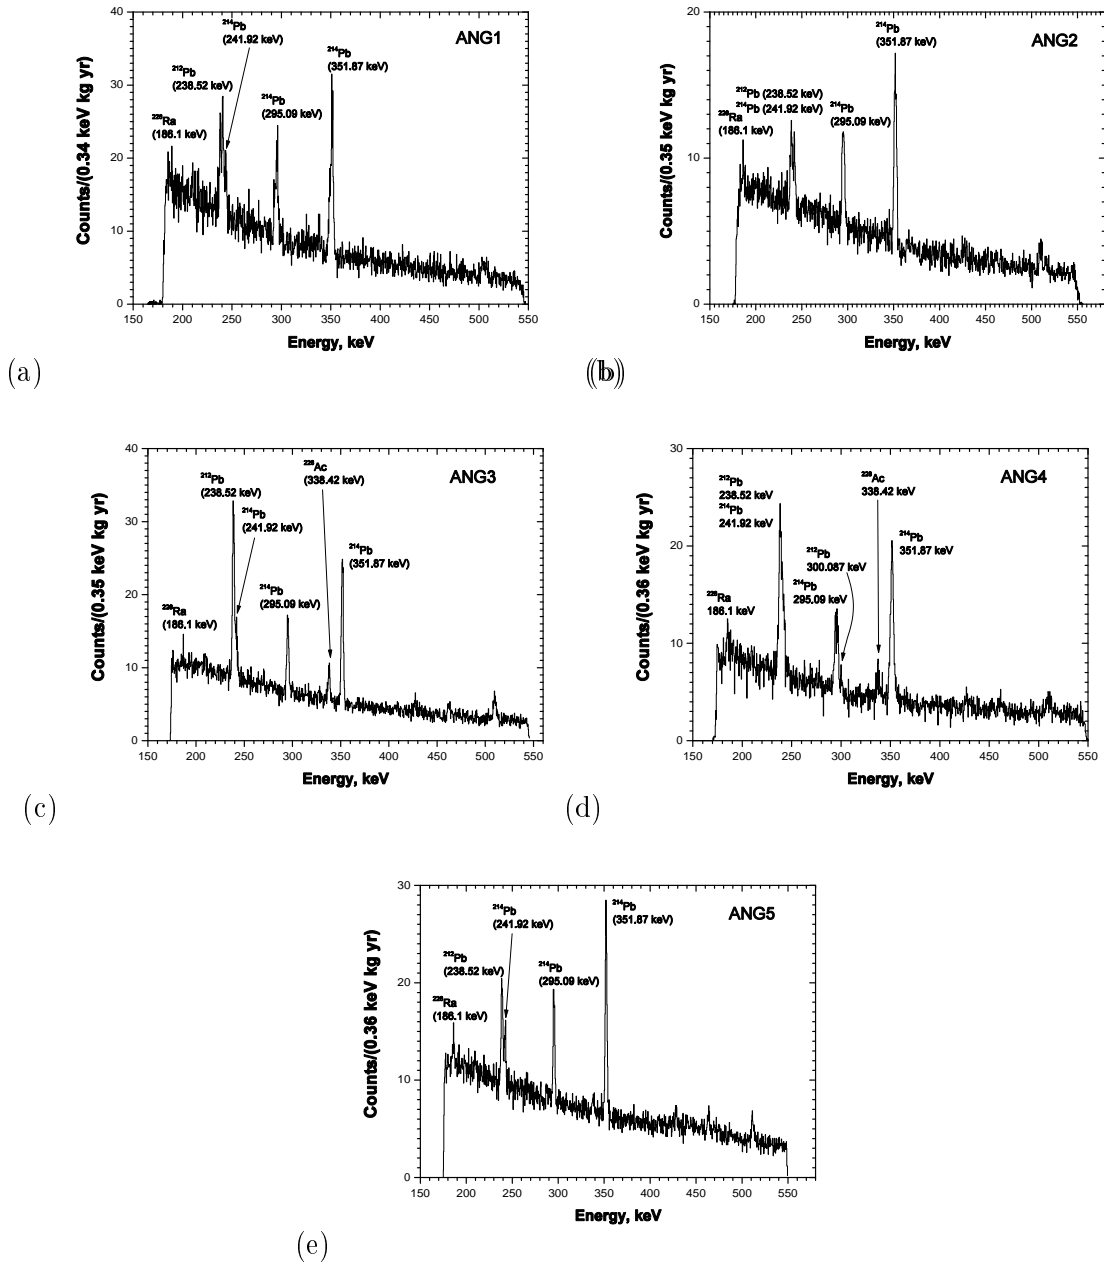 ANG1
²¹⁴Pb
(241.92 keV)
²¹⁴Pb
(351.87 keV)
²¹²Pb
(238.52 keV)
²¹⁴Pb
(295.09 keV)
(186.1 keV)
Counts/(0.34 keV kg yr)
40
30
20
10
0
150 200 250 300 350 400 450 500 550
Energy, keV
(a)
ANG2
²¹⁴Pb
(351.87 keV)
²¹²Pb (238.52 keV)
²¹⁴Pb (241.92 keV)
²¹⁴Pb
(295.09 keV)
(186.1 keV)
Counts/(0.35 keV kg yr)
20
10
0
150 200 250 300 350 400 450 500 550
Energy, keV
(b)
ANG3
²¹²Pb
(238.52 keV)
²¹⁴Pb
(241.92 keV)
²²⁸Ac
(338.42 keV)
²¹⁴Pb
(351.87 keV)
²¹⁴Pb
(295.09 keV)
(186.1 keV)
Counts/(0.35 keV kg yr)
40
30
20
10
0
150 200 250 300 350 400 450 500 550
Energy, keV
(c)
ANG4
²¹²Pb
238.52 keV
²¹⁴Pb
241.92 keV
²²⁸Ac
338.42 keV
²¹⁴Pb
351.87 keV
²¹²Pb
300.087 keV
²¹⁴Pb
295.09 keV
186.1 keV
Counts/(0.36 keV kg yr)
30
20
10
0
150 200 250 300 350 400 450 500 550
Energy, keV
(d)
ANG5
²¹⁴Pb
(241.92 keV)
²¹⁴Pb
(351.87 keV)
²¹²Pb
(238.52 keV)
²¹⁴Pb
(295.09 keV)
(186.1 keV)
Counts/(0.36 keV kg yr)
30
20
10
0
150 200 250 300 350 400 450 500 550
Energy, keV
(e)